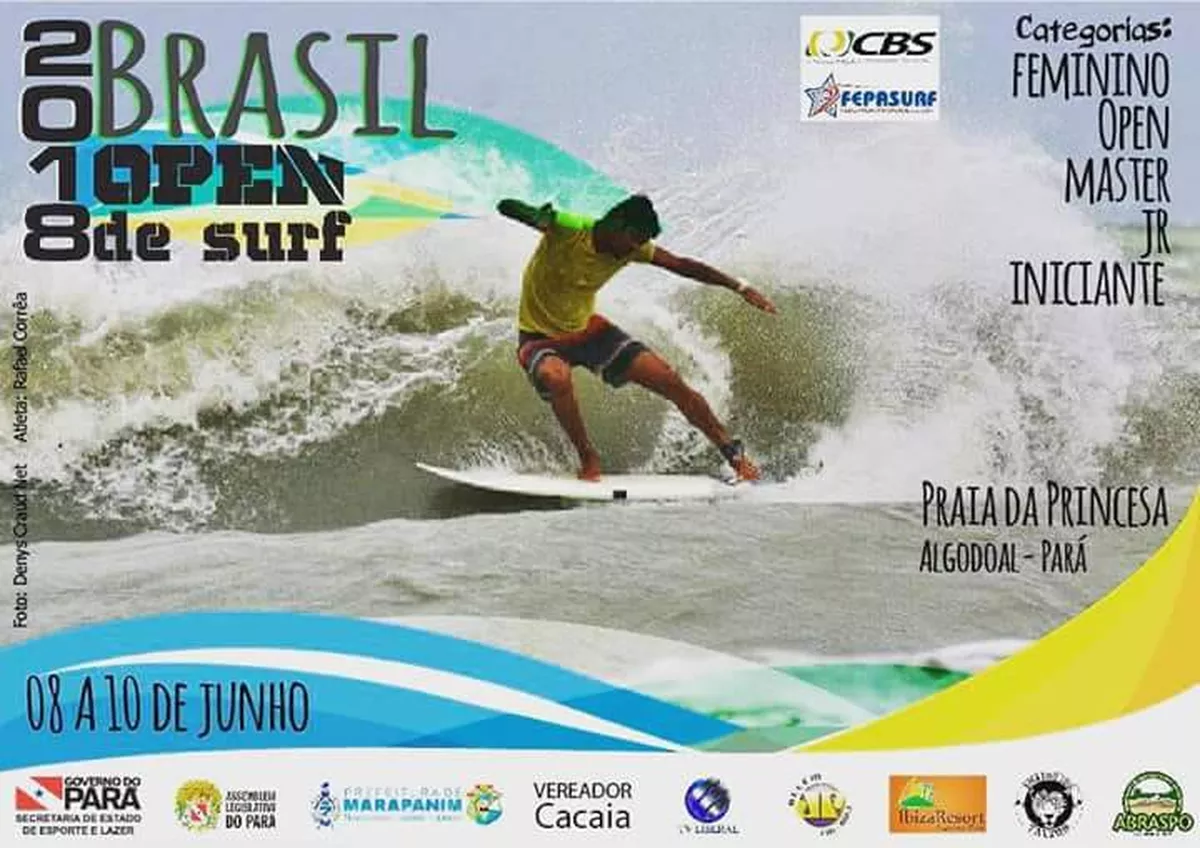 2018
BRASIL
OPEN
de surf
CBS
FEPASURF
Categorias:
FEMININO
OPEN
MASTER
JR
INICIANTE
Foto: Denys Craud Net Atleta: Rafael Corrêa
PRAIA DA PRINCESA
ALGODOAL - PARÁ
08 A 10 DE JUNHO
GOVERNO DO
PARÁ
SECRETARIA DE ESTADO
DE ESPORTE E LAZER
ASSEMBLEIA
LEGISLATIVA
DO PARÁ
PREFEITURA DE
MARAPANIM
VEREADOR
Cacaia
TV LIBERAL
IbizaResort
ABRASPO